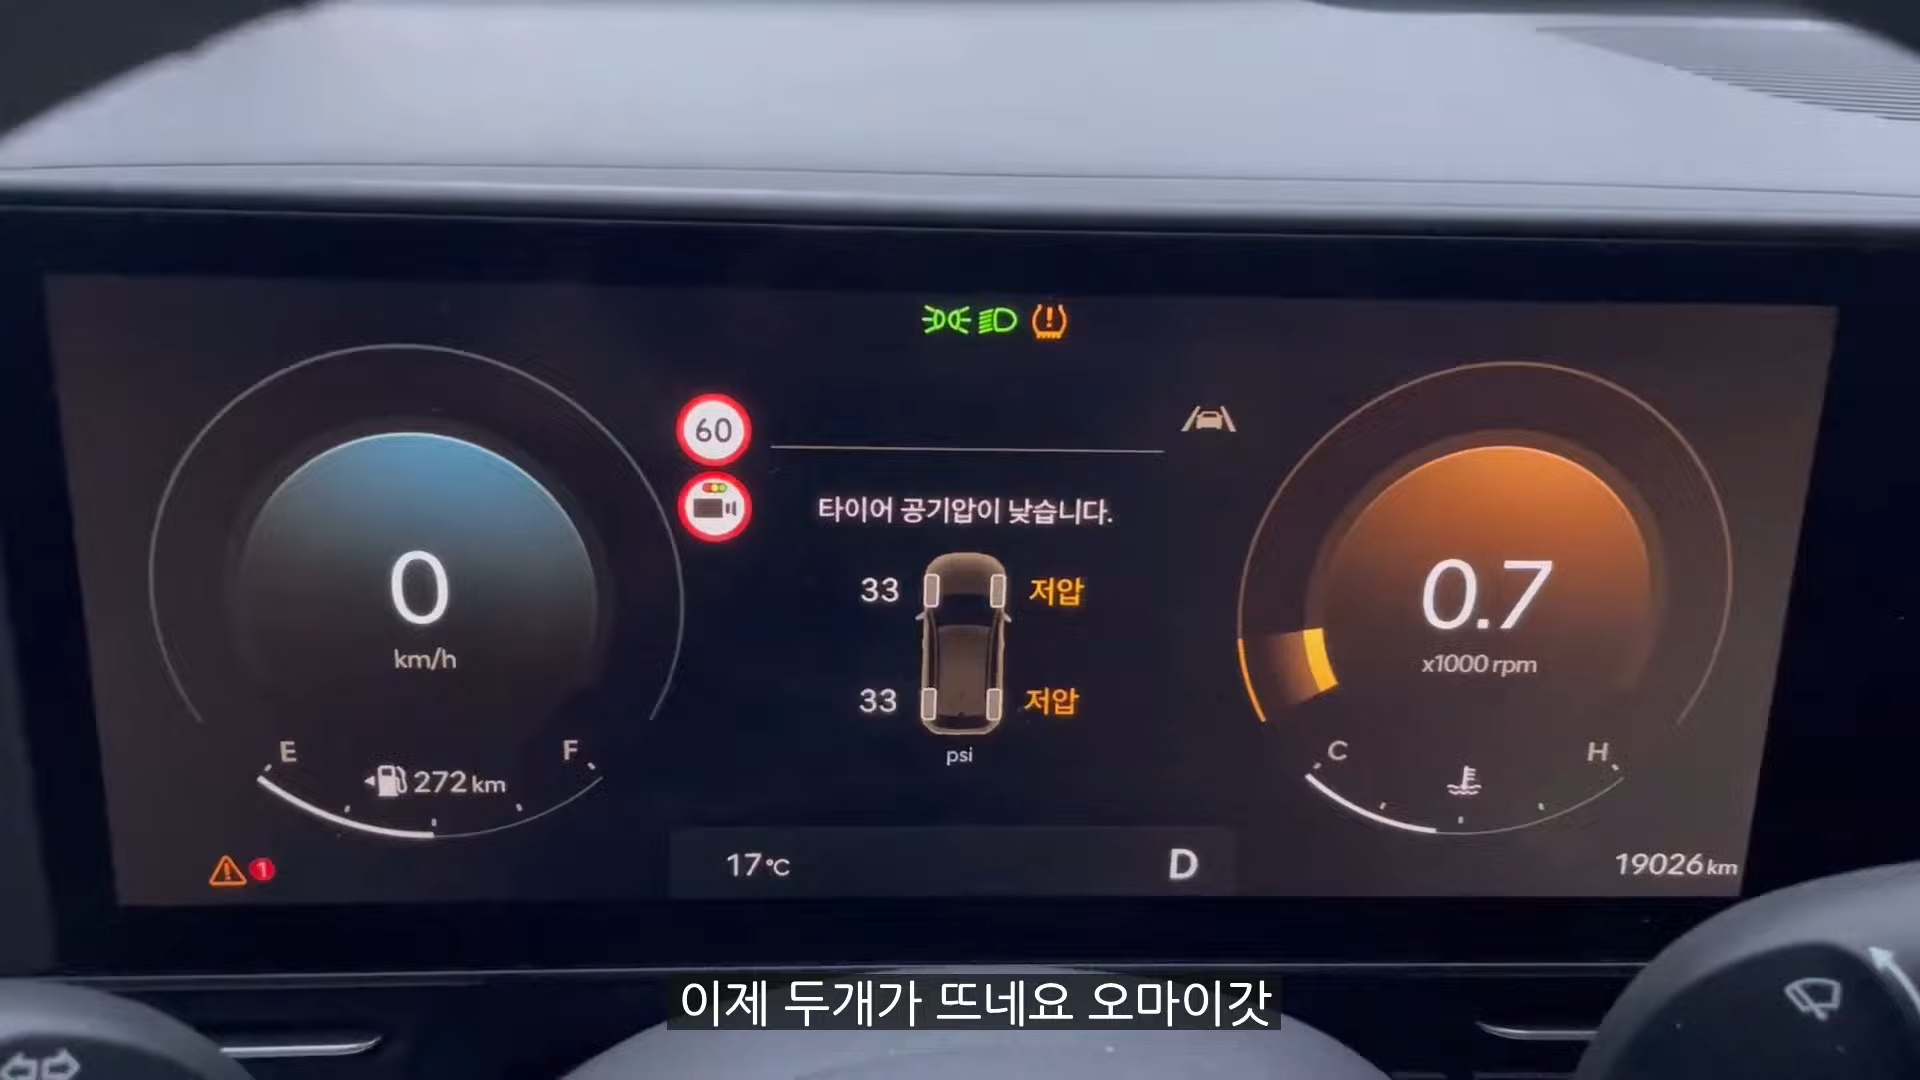 60
타이어 공기압이 낮습니다.
33 저압
33 저압
psi
0
km/h
E F
272 km
0.7
x1000 rpm
C H
1
17°C
D
19026 km
이제 두개가 뜨네요 오마이갓